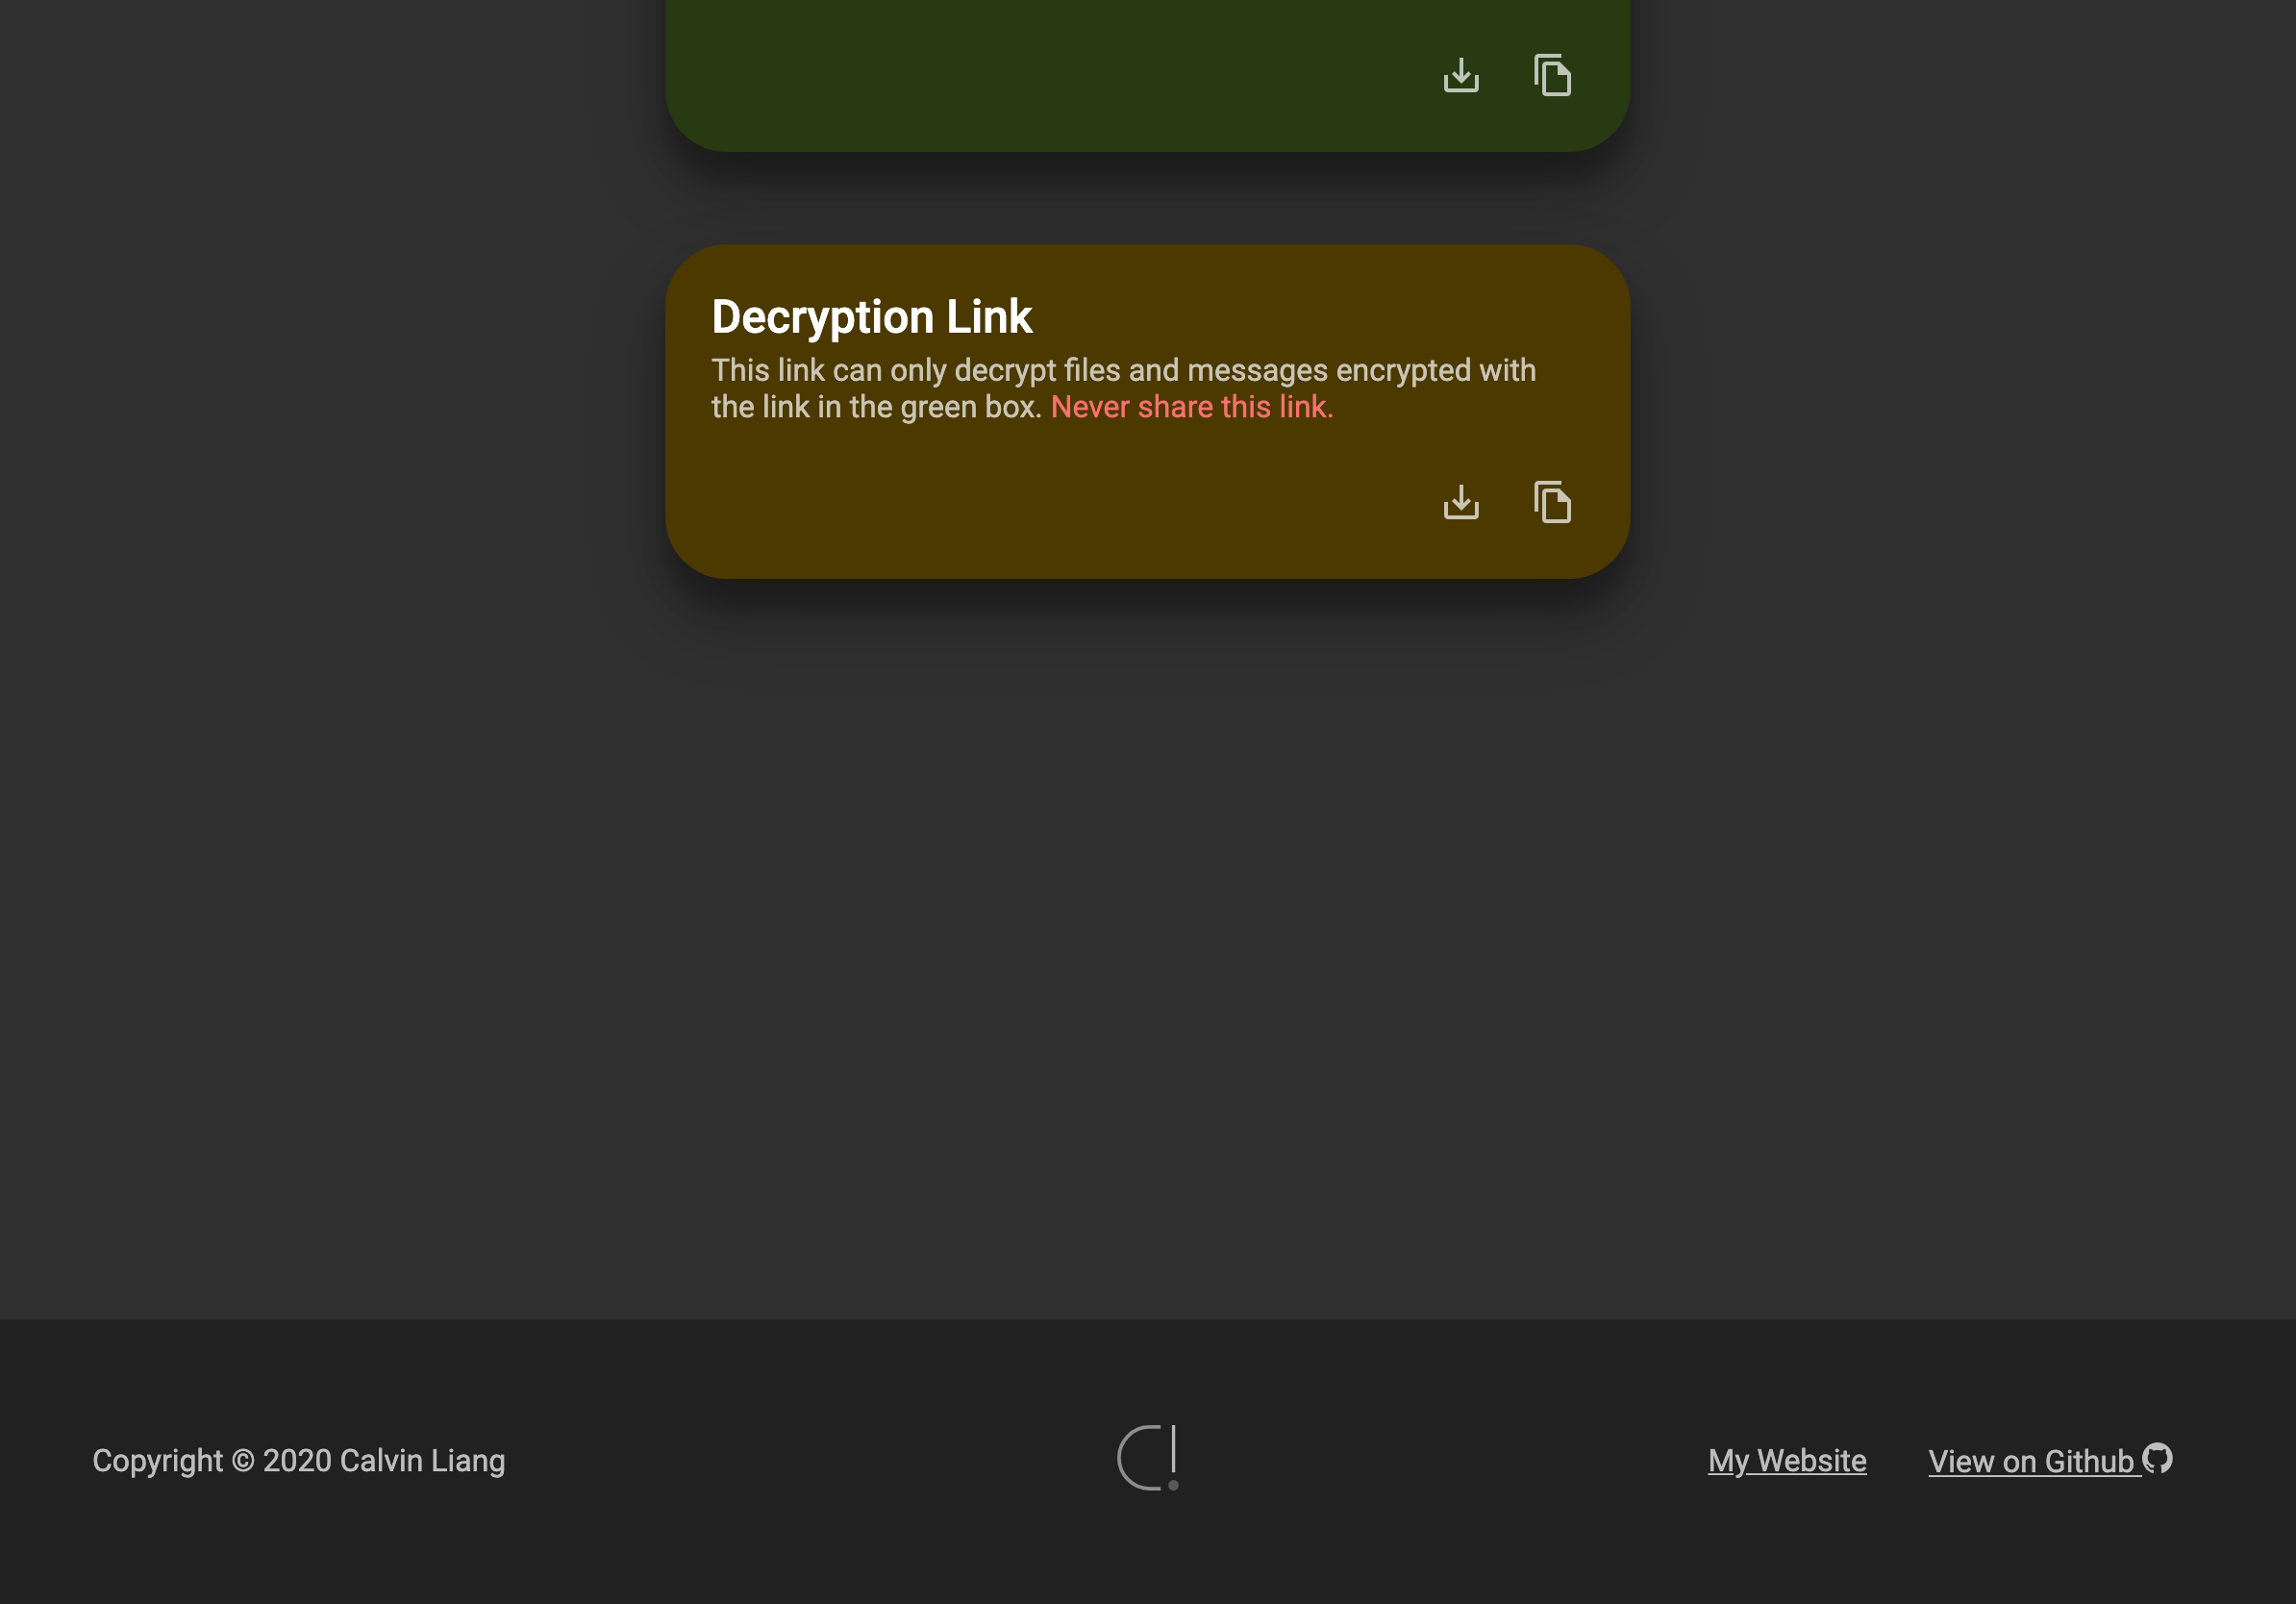 Decryption Link
This link can only decrypt files and messages encrypted with
the link in the green box. Never share this link.
Copyright © 2020 Calvin Liang
My Website
View on Github